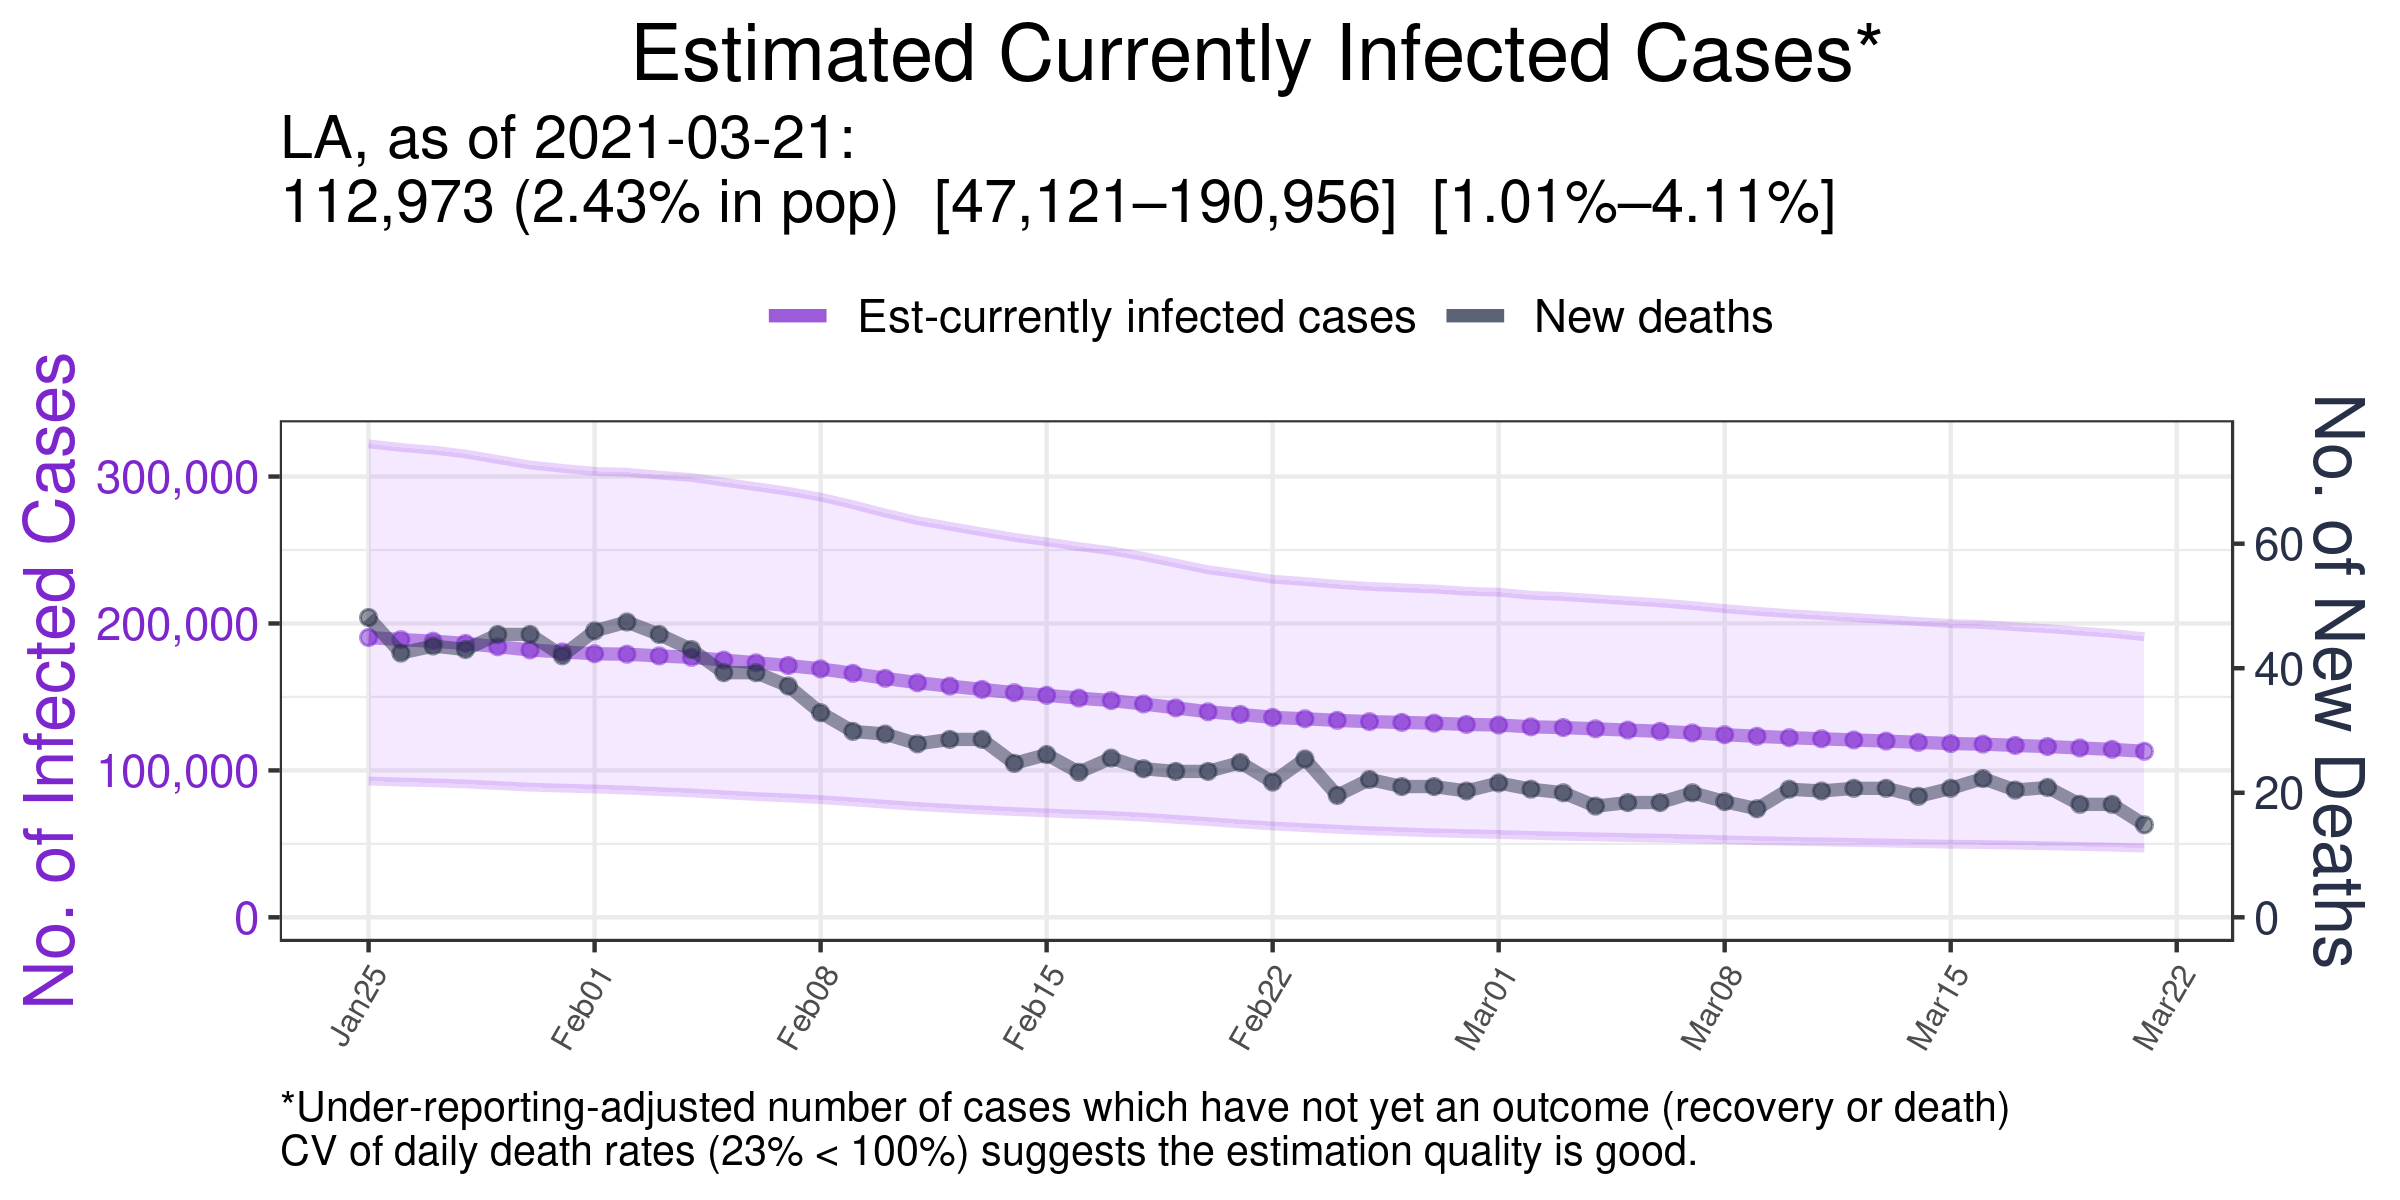 Estimated Currently Infected Cases*
LA, as of 2021-03-21:
112,973 (2.43% in pop)  [47,121–190,956]  [1.01%–4.11%]
Est-currently infected cases
New deaths
No. of Infected Cases
300,000
200,000
100,000
0
No. of New Deaths
60
40
20
0
Jan25
Feb01
Feb08
Feb15
Feb22
Mar01
Mar08
Mar15
Mar22
*Under-reporting-adjusted number of cases which have not yet an outcome (recovery or death)
CV of daily death rates (23% < 100%) suggests the estimation quality is good.